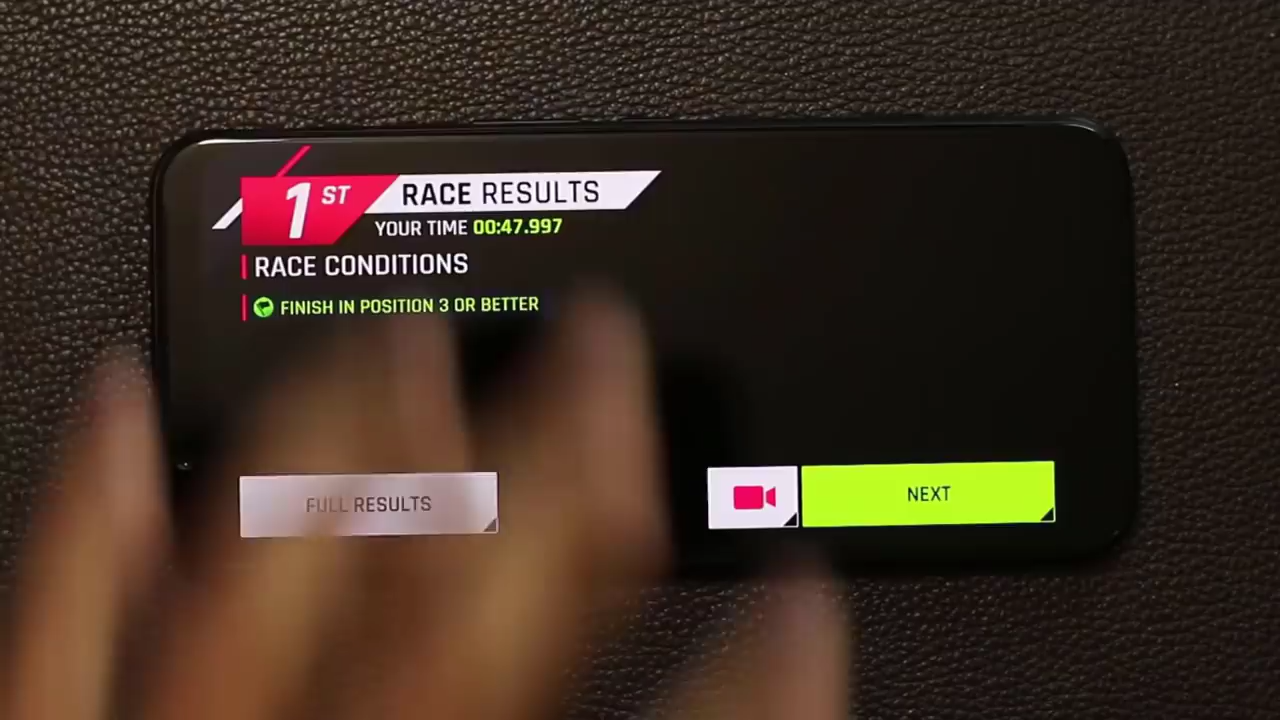 1ST RACE RESULTS
YOUR TIME 00:47.997
RACE CONDITIONS
FINISH IN POSITION 3 OR BETTER
FULL RESULTS
NEXT